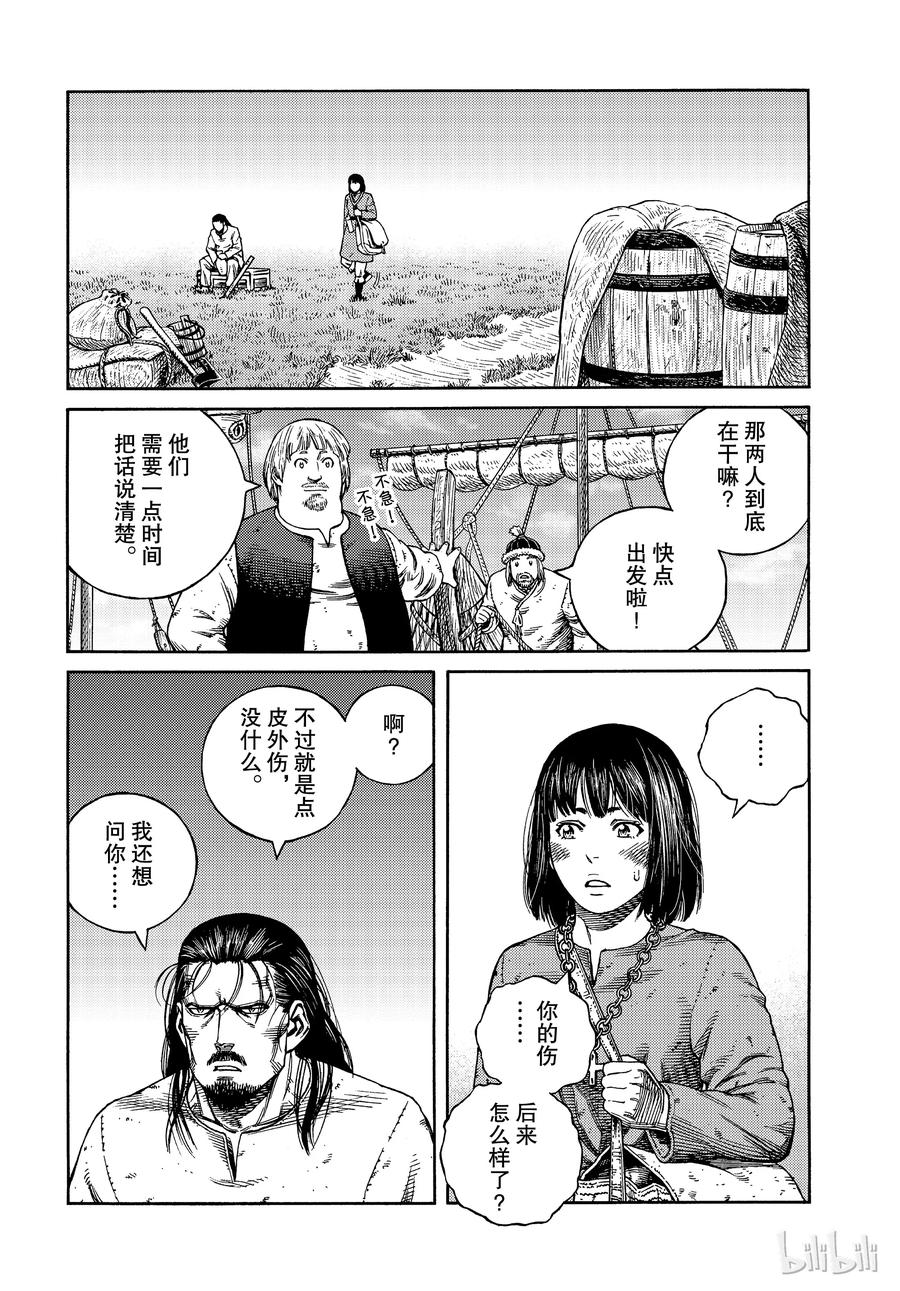 那两人到底
在干嘛？
快点
出发啦！
不急！
不急！
他们
需要一点时间
把话说清楚。
……
你的伤
……
后来
怎么样了？
啊？
不过就是点
皮外伤，
没什么。
我还想
问你……
bilibili